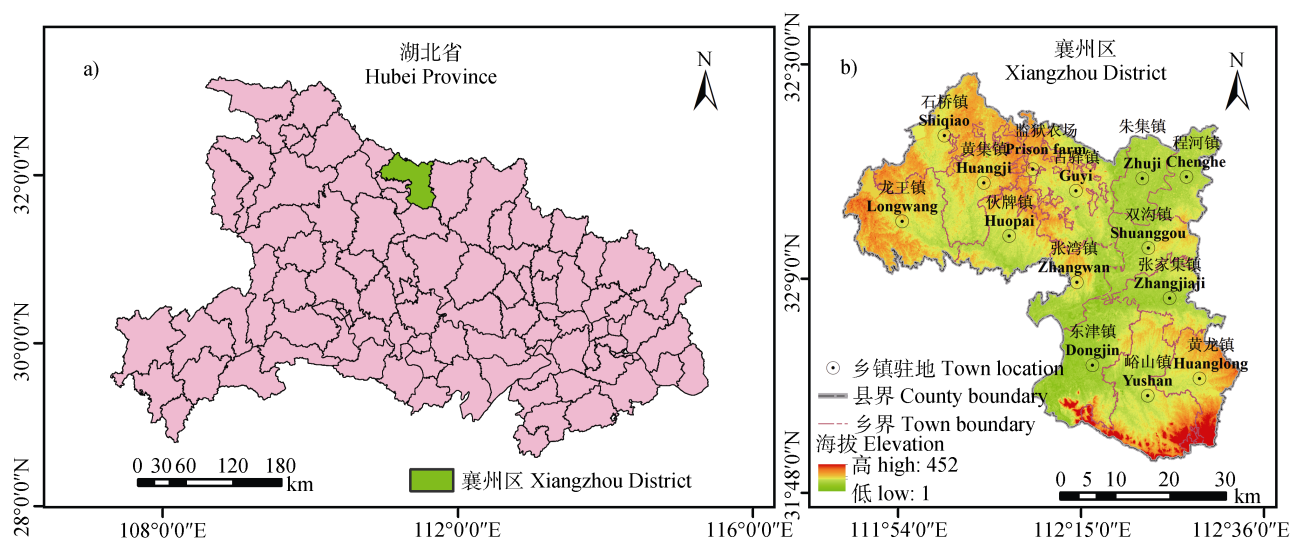 a)
湖北省
Hubei Province
N
32°0′0″N
30°0′0″N
28°0′0″N
108°0′0″E
112°0′0″E
116°0′0″E
0 30 60 120 180
km
襄州区 Xiangzhou District
b)
襄州区
Xiangzhou District
N
32°30′0″N
32°9′0″N
31°48′0″N
111°54′0″E
112°15′0″E
112°36′0″E
石桥镇
Shiqiao
监狱农场
Prison farm
朱集镇
Zhuji
程河镇
Chenghe
黄集镇
Huangji
古驿镇
Guyi
龙王镇
Longwang
伙牌镇
Huopai
双沟镇
Shuanggou
张湾镇
Zhangwan
张家集镇
Zhangjiaji
东津镇
Dongjin
黄龙镇
Huanglong
峪山镇
Yushan
乡镇驻地 Town location
县界 County boundary
乡界 Town boundary
海拔 Elevation
高 high: 452
低 low: 1
0 5 10 20 30
km